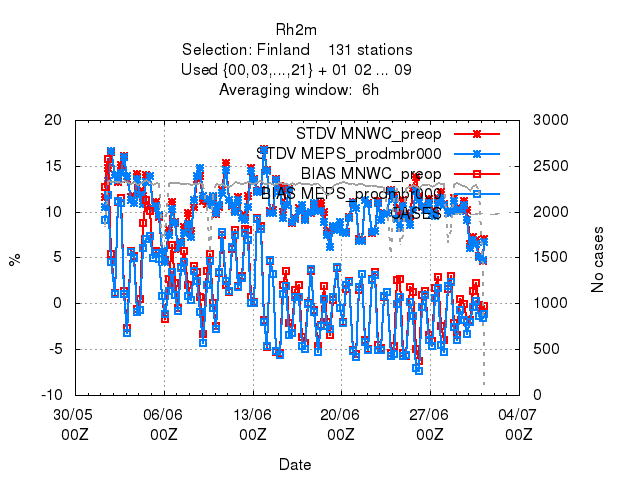 Rh2m
Selection: Finland    131 stations
Used {00,03,...,21} + 01 02 ... 09
Averaging window:  6h
20 3000
STDV MNWC_preop
STDV MEPS_prodmbr000
15 2500
BIAS MNWC_preop
BIAS MEPS_prodmbr000
10 2000
CASES
5 1500
% No cases
0 1000
-5 500
-10 0
30/05 06/06 13/06 20/06 27/06 04/07
00Z 00Z 00Z 00Z 00Z 00Z
Date